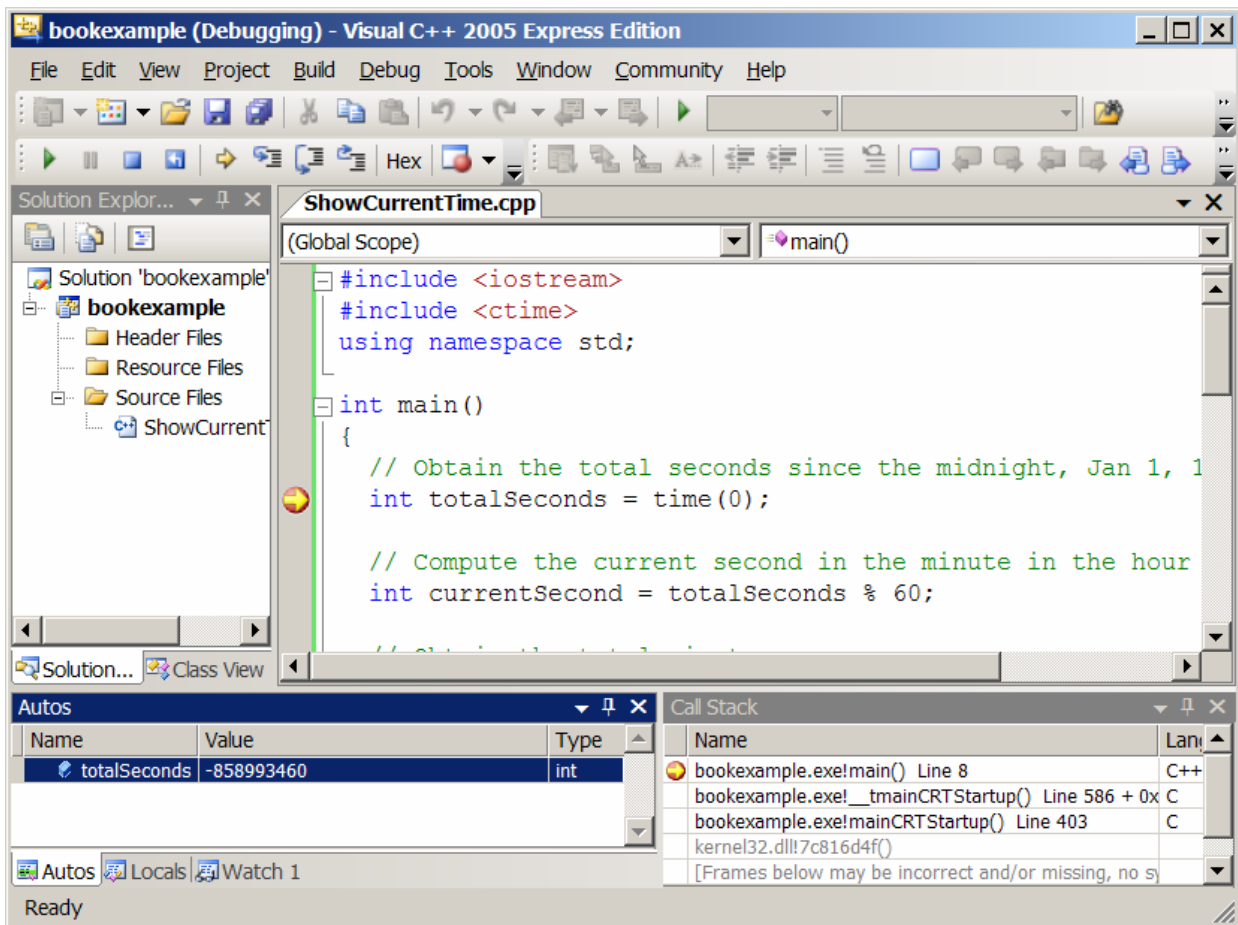 bookexample (Debugging) - Visual C++ 2005 Express Edition
File Edit View Project Build Debug Tools Window Community Help
Hex
Solution Explor...
ShowCurrentTime.cpp
(Global Scope)
main()
Solution 'bookexample'
bookexample
Header Files
Resource Files
Source Files
ShowCurrentT
#include <iostream>
#include <ctime>
using namespace std;
int main()
{
// Obtain the total seconds since the midnight, Jan 1, 1
int totalSeconds = time(0);
// Compute the current second in the minute in the hour
int currentSecond = totalSeconds % 60;
Solution... Class View
Autos
Name Value Type
totalSeconds -858993460 int
Autos Locals Watch 1
Call Stack
Name Lang
bookexample.exe!main() Line 8 C++
bookexample.exe!__tmainCRTStartup() Line 586 + 0x C
bookexample.exe!mainCRTStartup() Line 403 C
kernel32.dll!7c816d4f()
[Frames below may be incorrect and/or missing, no sy
Ready